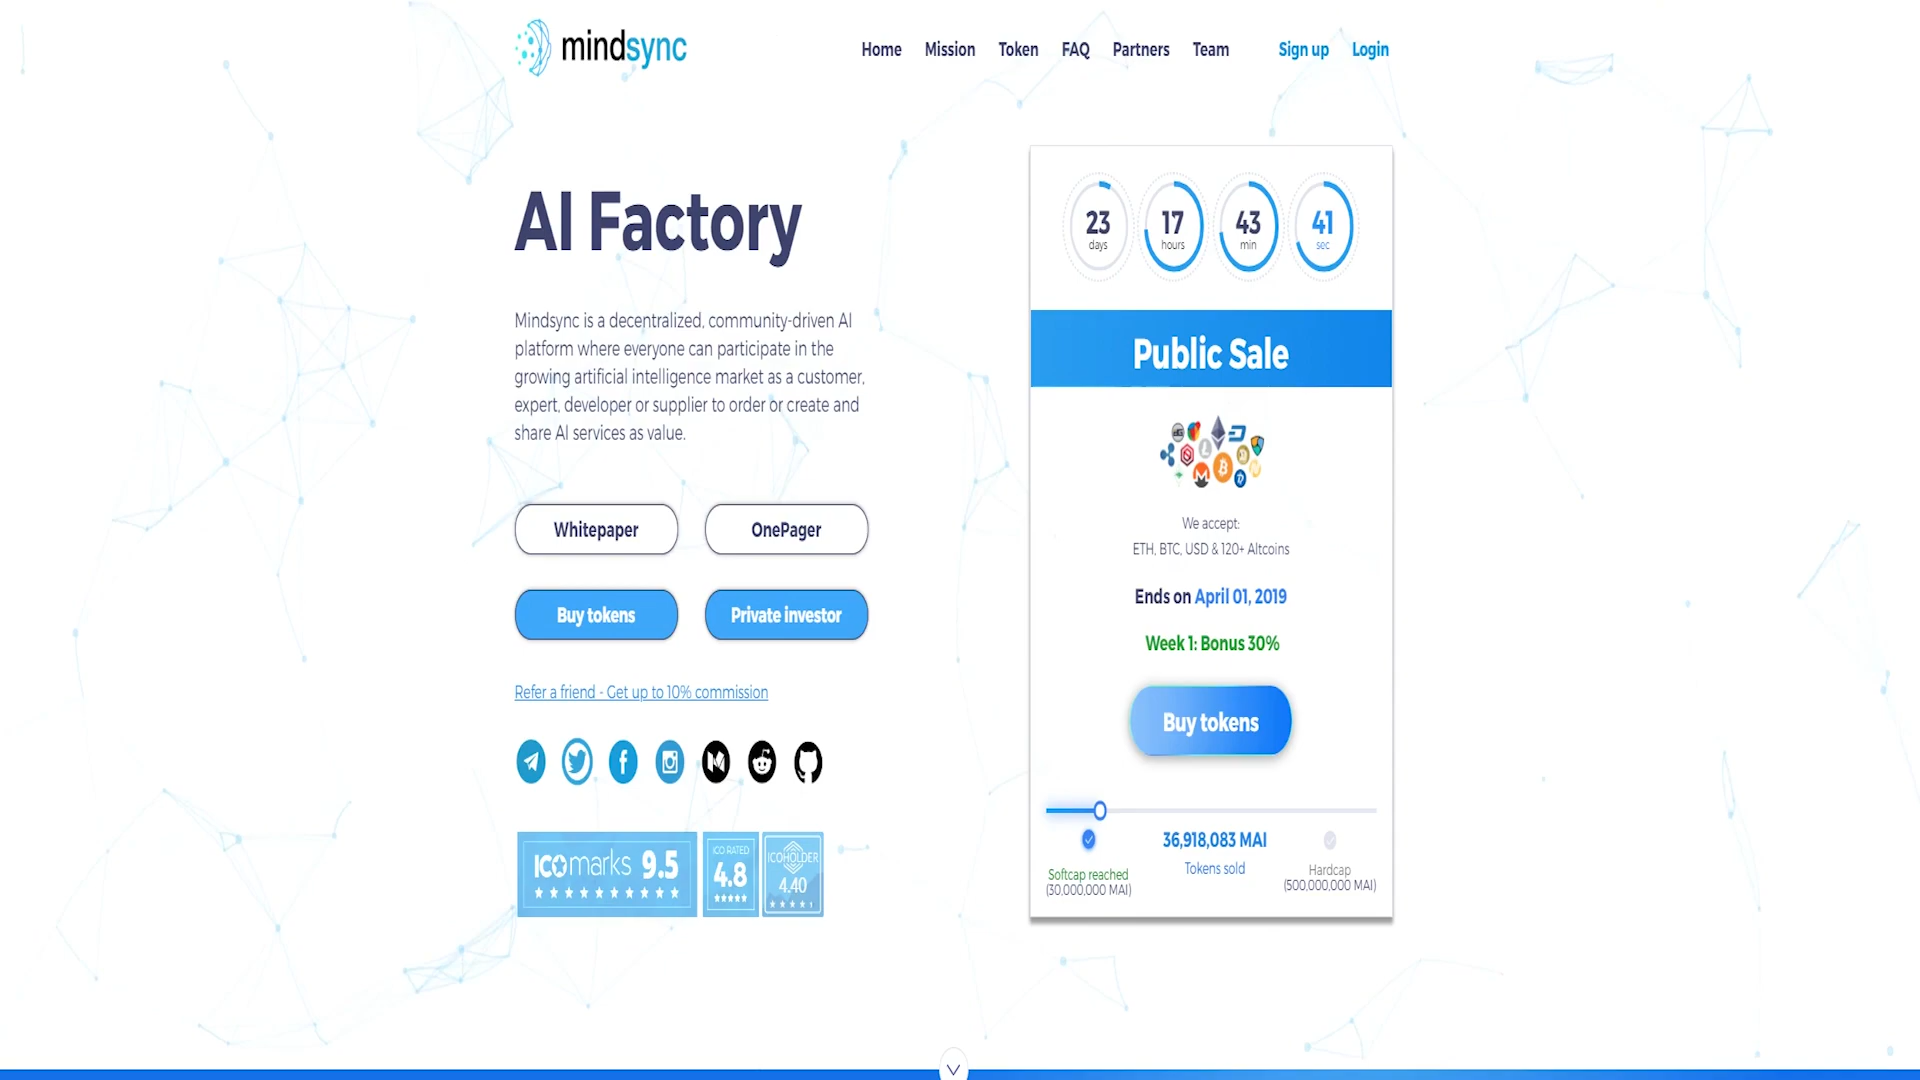 mindsync
Home Mission Token FAQ Partners Team Sign up Login
AI Factory
Mindsync is a decentralized, community-driven AI
platform where everyone can participate in the
growing artificial intelligence market as a customer,
expert, developer or supplier to order or create and
share AI services as value.
Whitepaper OnePager
Buy tokens Private investor
Refer a friend - Get up to 10% commission
ICOmarks 9.5
ICO RATED
4.8
ICOHOLDER
4.40
23 17 43 41
days hours min sec
Public Sale
We accept:
ETH, BTC, USD & 120+ Altcoins
Ends on April 01, 2019
Week 1: Bonus 30%
Buy tokens
36,918,083 MAI
Tokens sold
Softcap reached
(30,000,000 MAI)
Hardcap
(500,000,000 MAI)